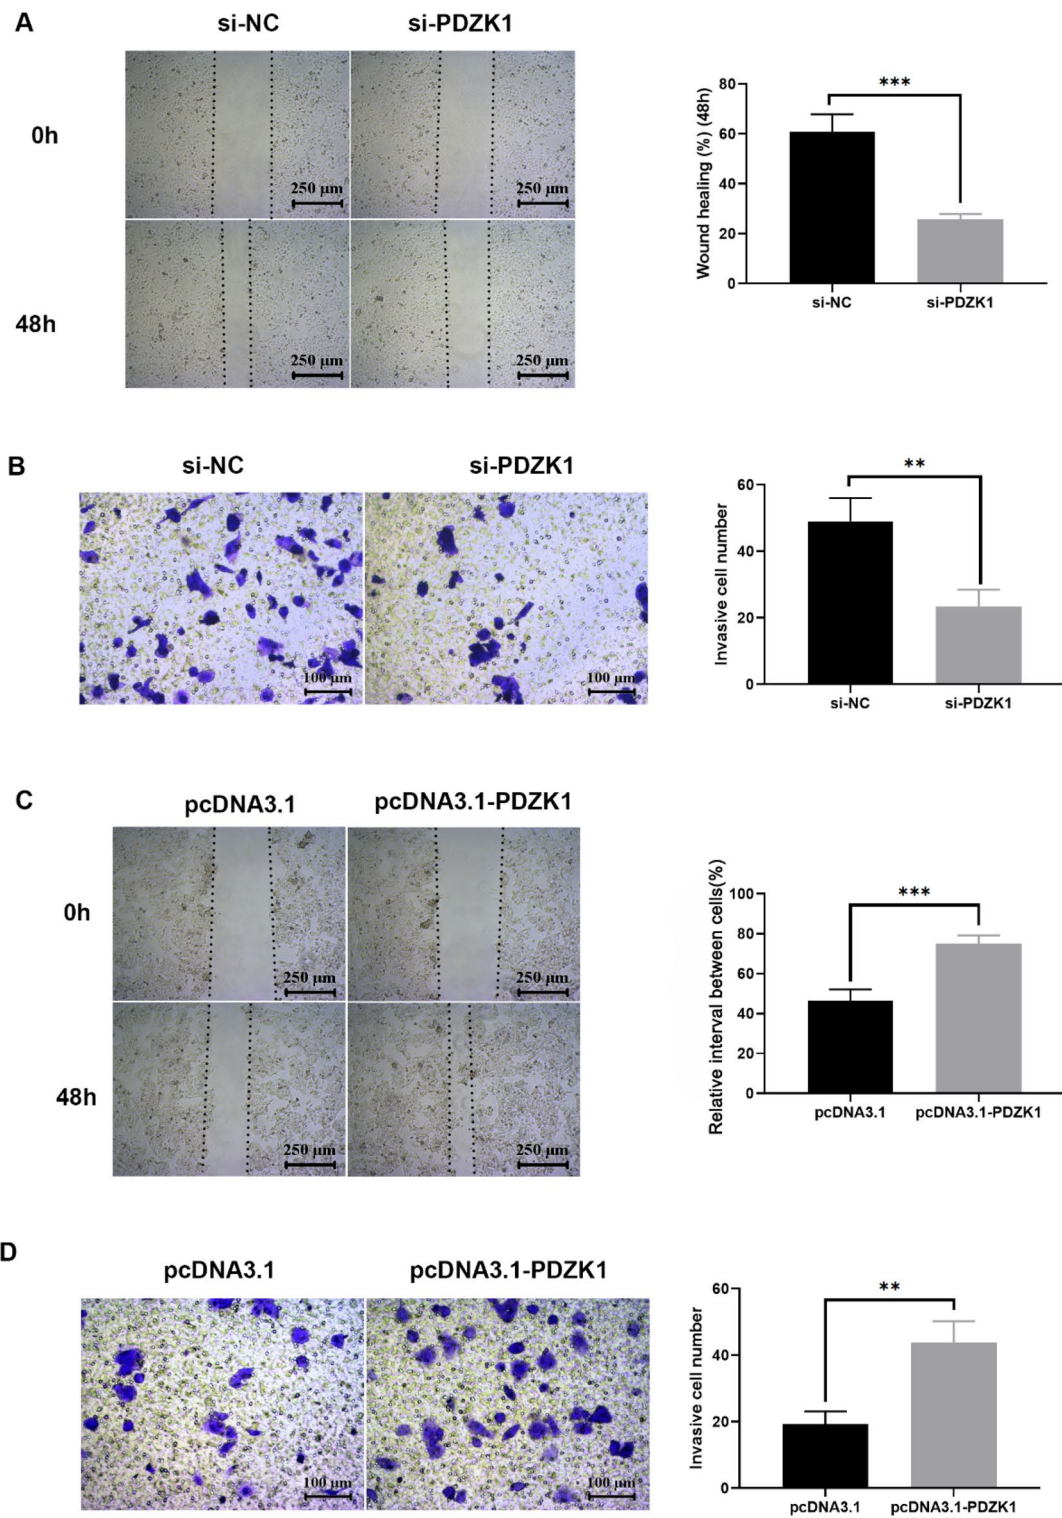 A
si-NC
si-PDZK1
0h
250 μm
250 μm
48h
250 μm
250 μm
Wound healing (%) (48h)
80
60
40
20
0
***
si-NC
si-PDZK1
B
si-NC
si-PDZK1
100 μm
100 μm
Invasive cell number
60
40
20
0
**
si-NC
si-PDZK1
C
pcDNA3.1
pcDNA3.1-PDZK1
0h
250 μm
250 μm
48h
250 μm
250 μm
Relative interval between cells(%)
100
80
60
40
20
0
***
pcDNA3.1
pcDNA3.1-PDZK1
D
pcDNA3.1
pcDNA3.1-PDZK1
100 μm
100 μm
Invasive cell number
60
40
20
0
**
pcDNA3.1
pcDNA3.1-PDZK1